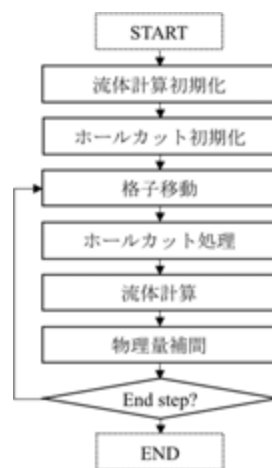 START
流体計算初期化
ホールカット初期化
格子移動
ホールカット処理
流体計算
物理量補間
End step?
END